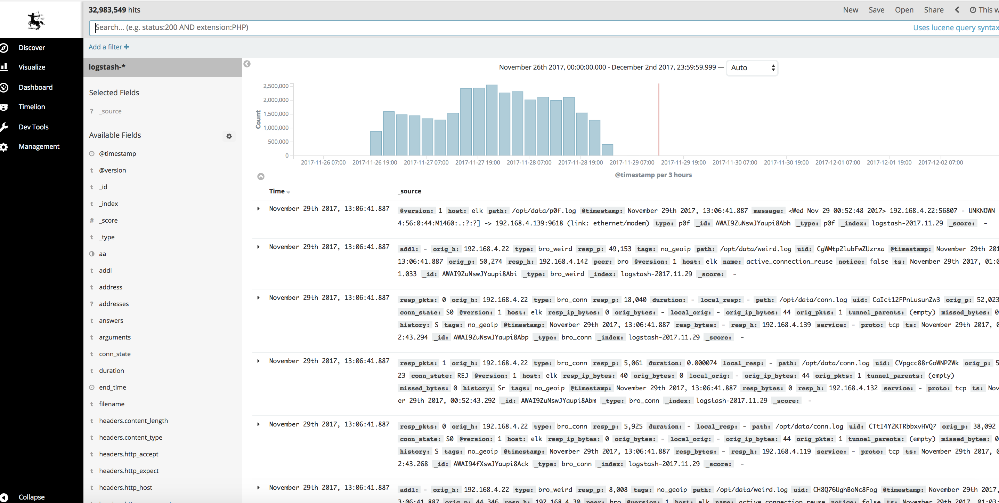 32,983,549 hits
New Save Open Share This w
Search... (e.g. status:200 AND extension:PHP)
Uses lucene query syntax
Add a filter
CHIRON
Discover
Visualize
Dashboard
Timelion
Dev Tools
Management
Collapse
logstash-*
Selected Fields
? _source
Available Fields
@timestamp
t @version
t _id
t _index
# _score
t _type
aa
t addl
t address
? addresses
t answers
t arguments
t conn_state
t duration
end_time
t filename
t headers.content_length
t headers.content_type
t headers.http_accept
t headers.http_expect
t headers.http_host
November 26th 2017, 00:00:00.000 - December 2nd 2017, 23:59:59.999 — Auto
Count
2,500,000
2,000,000
1,500,000
1,000,000
500,000
0
2017-11-26 07:00 2017-11-26 19:00 2017-11-27 07:00 2017-11-27 19:00 2017-11-28 07:00 2017-11-28 19:00 2017-11-29 07:00 2017-11-29 19:00 2017-11-30 07:00 2017-11-30 19:00 2017-12-01 07:00 2017-12-01 19:00 2017-12-02 07:00
@timestamp per 3 hours
Time _source
November 29th 2017, 13:06:41.887 @version: 1 host: elk path: /opt/data/p0f.log @timestamp: November 29th 2017, 13:06:41.887 message: <Wed Nov 29 00:52:48 2017> 192.168.4.22:56807 - UNKNOWN
4:56:0:44:M1460:.:?:?] -> 192.168.4.139:9618 (link: ethernet/modem) type: p0f _id: AWAI9ZuNswJYaupi8Abh _type: p0f _index: logstash-2017.11.29 _score: -
November 29th 2017, 13:06:41.887 addl: - orig_h: 192.168.4.22 type: bro_weird resp_p: 49,153 tags: no_geoip path: /opt/data/weird.log uid: CgWMtp2lubFwZUzrxa @timestamp: November 29th 201
13:06:41.887 orig_p: 50,274 resp_h: 192.168.4.142 peer: bro @version: 1 host: elk name: active_connection_reuse notice: false ts: November 29th 2017, 01:0
1.033 _id: AWAI9ZuNswJYaupi8Abi _type: bro_weird _index: logstash-2017.11.29 _score: -
November 29th 2017, 13:06:41.887 resp_pkts: 0 orig_h: 192.168.4.22 type: bro_conn resp_p: 18,040 duration: - local_resp: - path: /opt/data/conn.log uid: CaIct12FPnLusunZw3 orig_p: 52,023
conn_state: S0 @version: 1 host: elk resp_ip_bytes: 0 orig_bytes: - local_orig: - orig_ip_bytes: 44 orig_pkts: 1 tunnel_parents: (empty) missed_bytes: 0
history: S tags: no_geoip @timestamp: November 29th 2017, 13:06:41.887 resp_bytes: - resp_h: 192.168.4.139 service: - proto: tcp ts: November 29th 2017, 0
2:43.294 _id: AWAI9ZuNswJYaupi8Abp _type: bro_conn _index: logstash-2017.11.29 _score: -
November 29th 2017, 13:06:41.887 resp_pkts: 1 orig_h: 192.168.4.22 type: bro_conn resp_p: 5,061 duration: 0.000074 local_resp: - path: /opt/data/conn.log uid: CVpgcc88rGoWNP2Wk orig_p: 5
23 conn_state: REJ @version: 1 host: elk resp_ip_bytes: 40 orig_bytes: 0 local_orig: - orig_ip_bytes: 44 orig_pkts: 1 tunnel_parents: (empty)
missed_bytes: 0 history: Sr tags: no_geoip @timestamp: November 29th 2017, 13:06:41.887 resp_bytes: 0 resp_h: 192.168.4.132 service: - proto: tcp ts: Nov
er 29th 2017, 00:52:43.292 _id: AWAI9ZuNswJYaupi8Abm _type: bro_conn _index: logstash-2017.11.29 _score: -
November 29th 2017, 13:06:41.887 resp_pkts: 0 orig_h: 192.168.4.22 type: bro_conn resp_p: 5,925 duration: - local_resp: - path: /opt/data/conn.log uid: CTtI4Y2KTRbbxvHVQ7 orig_p: 38,092
conn_state: S0 @version: 1 host: elk resp_ip_bytes: 0 orig_bytes: - local_orig: - orig_ip_bytes: 44 orig_pkts: 1 tunnel_parents: (empty) missed_bytes: 0
history: S tags: no_geoip @timestamp: November 29th 2017, 13:06:41.887 resp_bytes: - resp_h: 192.168.4.119 service: - proto: tcp ts: November 29th 2017, 0
2:43.268 _id: AWAI94fXswJYaupi8Ack _type: bro_conn _index: logstash-2017.11.29 _score: -
November 29th 2017, 13:06:41.887 addl: - orig_h: 192.168.4.22 type: bro_weird resp_p: 8,008 tags: no_geoip path: /opt/data/weird.log uid: CH8Q76UghBoNc8Fog @timestamp: November 29th 2017,
3:06:41.887 orig_p: 44,346 resp_h: 192.168.4.30 peer: bro @version: 1 host: elk name: active_connection_reuse notice: false ts: November 29th 2017, 01:03